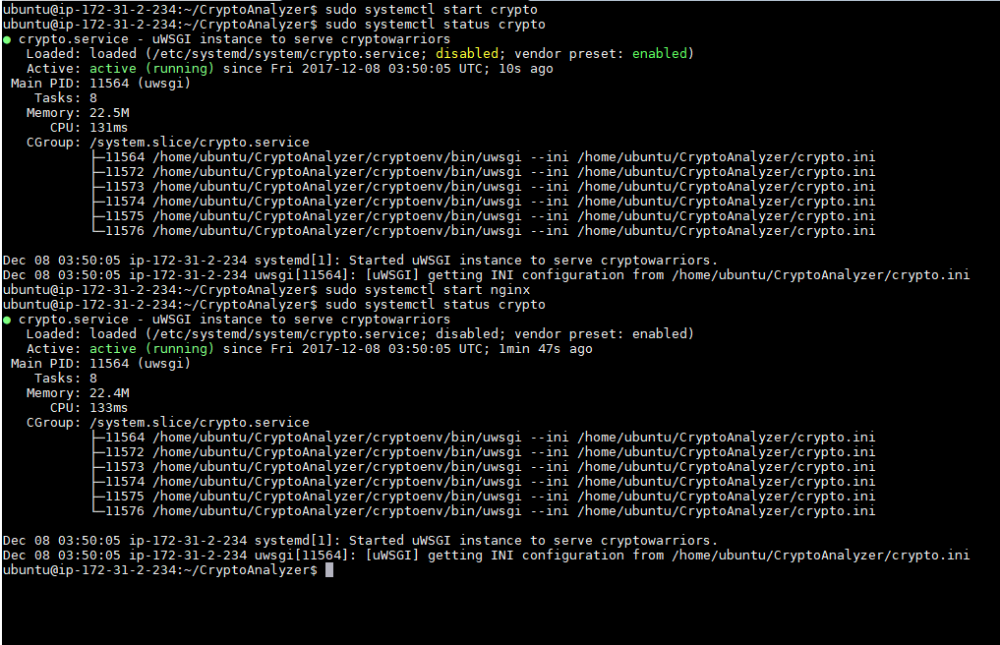 ubuntu@ip-172-31-2-234:~/CryptoAnalyzer$ sudo systemctl start crypto
ubuntu@ip-172-31-2-234:~/CryptoAnalyzer$ sudo systemctl status crypto
● crypto.service - uWSGI instance to serve cryptowarriors
   Loaded: loaded (/etc/systemd/system/crypto.service; disabled; vendor preset: enabled)
   Active: active (running) since Fri 2017-12-08 03:50:05 UTC; 10s ago
 Main PID: 11564 (uwsgi)
    Tasks: 8
   Memory: 22.5M
      CPU: 131ms
   CGroup: /system.slice/crypto.service
           ├─11564 /home/ubuntu/CryptoAnalyzer/cryptoenv/bin/uwsgi --ini /home/ubuntu/CryptoAnalyzer/crypto.ini
           ├─11572 /home/ubuntu/CryptoAnalyzer/cryptoenv/bin/uwsgi --ini /home/ubuntu/CryptoAnalyzer/crypto.ini
           ├─11573 /home/ubuntu/CryptoAnalyzer/cryptoenv/bin/uwsgi --ini /home/ubuntu/CryptoAnalyzer/crypto.ini
           ├─11574 /home/ubuntu/CryptoAnalyzer/cryptoenv/bin/uwsgi --ini /home/ubuntu/CryptoAnalyzer/crypto.ini
           ├─11575 /home/ubuntu/CryptoAnalyzer/cryptoenv/bin/uwsgi --ini /home/ubuntu/CryptoAnalyzer/crypto.ini
           └─11576 /home/ubuntu/CryptoAnalyzer/cryptoenv/bin/uwsgi --ini /home/ubuntu/CryptoAnalyzer/crypto.ini

Dec 08 03:50:05 ip-172-31-2-234 systemd[1]: Started uWSGI instance to serve cryptowarriors.
Dec 08 03:50:05 ip-172-31-2-234 uwsgi[11564]: [uWSGI] getting INI configuration from /home/ubuntu/CryptoAnalyzer/crypto.ini
ubuntu@ip-172-31-2-234:~/CryptoAnalyzer$ sudo systemctl start nginx
ubuntu@ip-172-31-2-234:~/CryptoAnalyzer$ sudo systemctl status crypto
● crypto.service - uWSGI instance to serve cryptowarriors
   Loaded: loaded (/etc/systemd/system/crypto.service; disabled; vendor preset: enabled)
   Active: active (running) since Fri 2017-12-08 03:50:05 UTC; 1min 47s ago
 Main PID: 11564 (uwsgi)
    Tasks: 8
   Memory: 22.4M
      CPU: 133ms
   CGroup: /system.slice/crypto.service
           ├─11564 /home/ubuntu/CryptoAnalyzer/cryptoenv/bin/uwsgi --ini /home/ubuntu/CryptoAnalyzer/crypto.ini
           ├─11572 /home/ubuntu/CryptoAnalyzer/cryptoenv/bin/uwsgi --ini /home/ubuntu/CryptoAnalyzer/crypto.ini
           ├─11573 /home/ubuntu/CryptoAnalyzer/cryptoenv/bin/uwsgi --ini /home/ubuntu/CryptoAnalyzer/crypto.ini
           ├─11574 /home/ubuntu/CryptoAnalyzer/cryptoenv/bin/uwsgi --ini /home/ubuntu/CryptoAnalyzer/crypto.ini
           ├─11575 /home/ubuntu/CryptoAnalyzer/cryptoenv/bin/uwsgi --ini /home/ubuntu/CryptoAnalyzer/crypto.ini
           └─11576 /home/ubuntu/CryptoAnalyzer/cryptoenv/bin/uwsgi --ini /home/ubuntu/CryptoAnalyzer/crypto.ini

Dec 08 03:50:05 ip-172-31-2-234 systemd[1]: Started uWSGI instance to serve cryptowarriors.
Dec 08 03:50:05 ip-172-31-2-234 uwsgi[11564]: [uWSGI] getting INI configuration from /home/ubuntu/CryptoAnalyzer/crypto.ini
ubuntu@ip-172-31-2-234:~/CryptoAnalyzer$